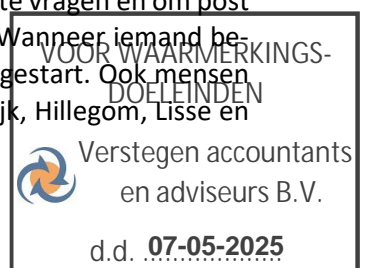 te vragen en om post
Wanneer iemand be-
VOOR WAARMERKINGS-
gestart. Ook mensen
DOELEINDEN
jk, Hillegom, Lisse en
Verstegen accountants
en adviseurs B.V.
d.d. 07-05-2025